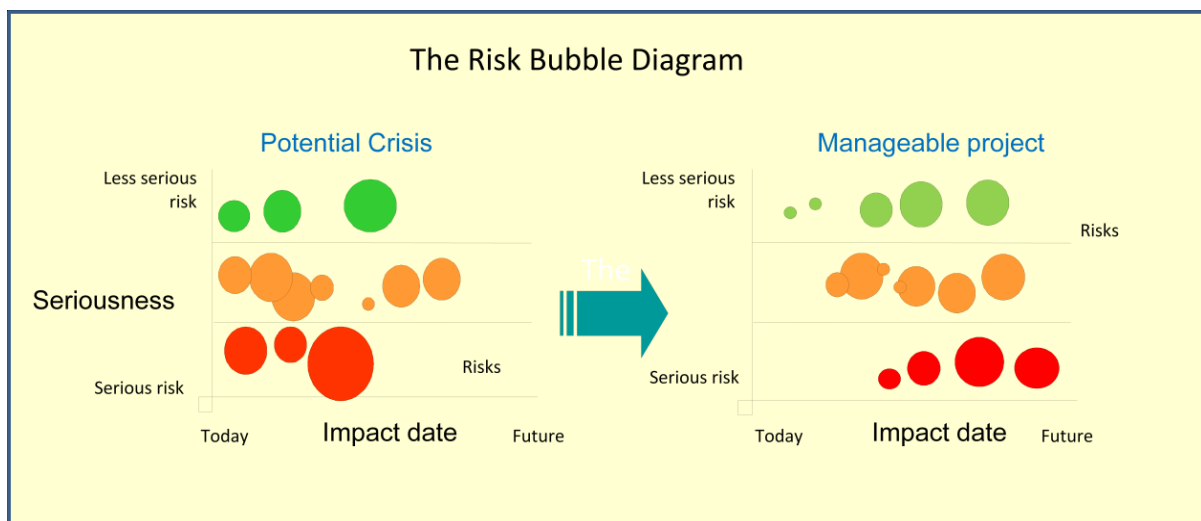 The Risk Bubble Diagram
Potential Crisis
Less serious
risk
Seriousness
Serious risk
Risks
Today
Impact date
Future
The
Manageable project
Less serious
risk
Risks
Serious risk
Today
Impact date
Future